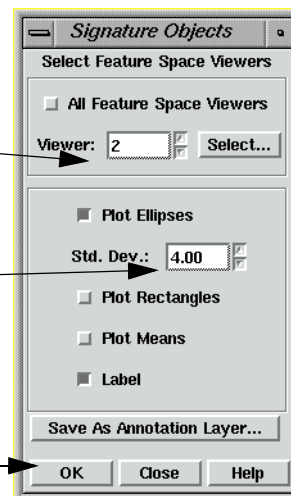 Signature Objects
Select Feature Space Viewers
All Feature Space Viewers
Viewer: 2 Select...
Plot Ellipses
Std. Dev.: 4.00
Plot Rectangles
Plot Means
Label
Save As Annotation Layer...
OK Close Help